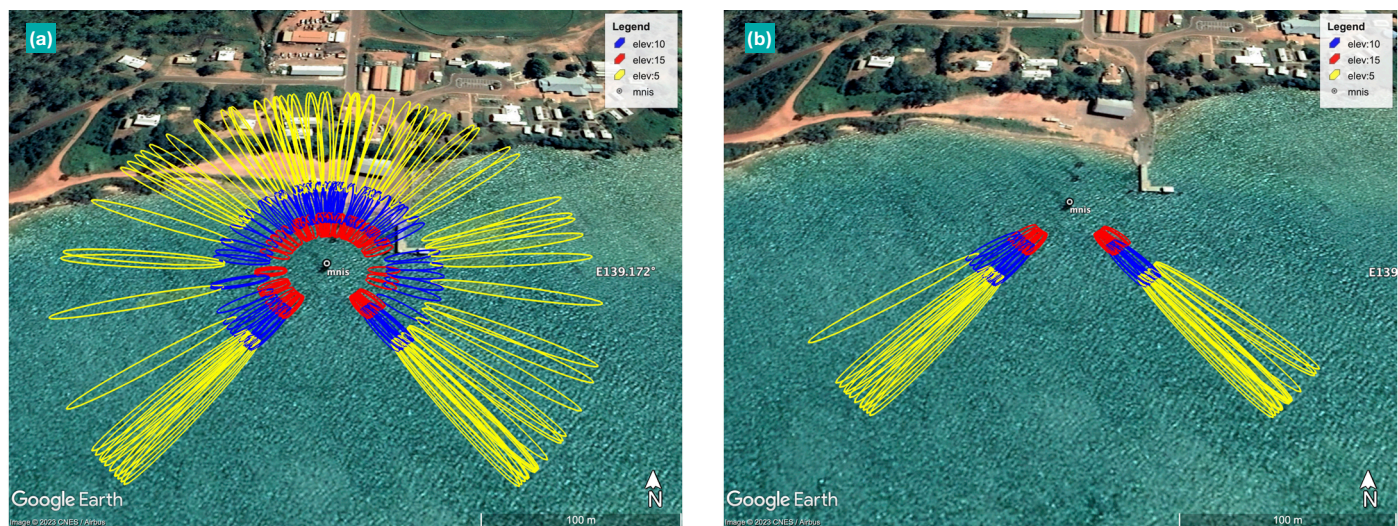 (a)
Legend
elev:10
elev:15
elev:5
mnis
mnis
E139.172°
Google Earth
Image © 2023 CNES / Airbus
N
100 m
(b)
Legend
elev:10
elev:15
elev:5
mnis
mnis
E139
Google Earth
Image © 2023 CNES / Airbus
N
100 m